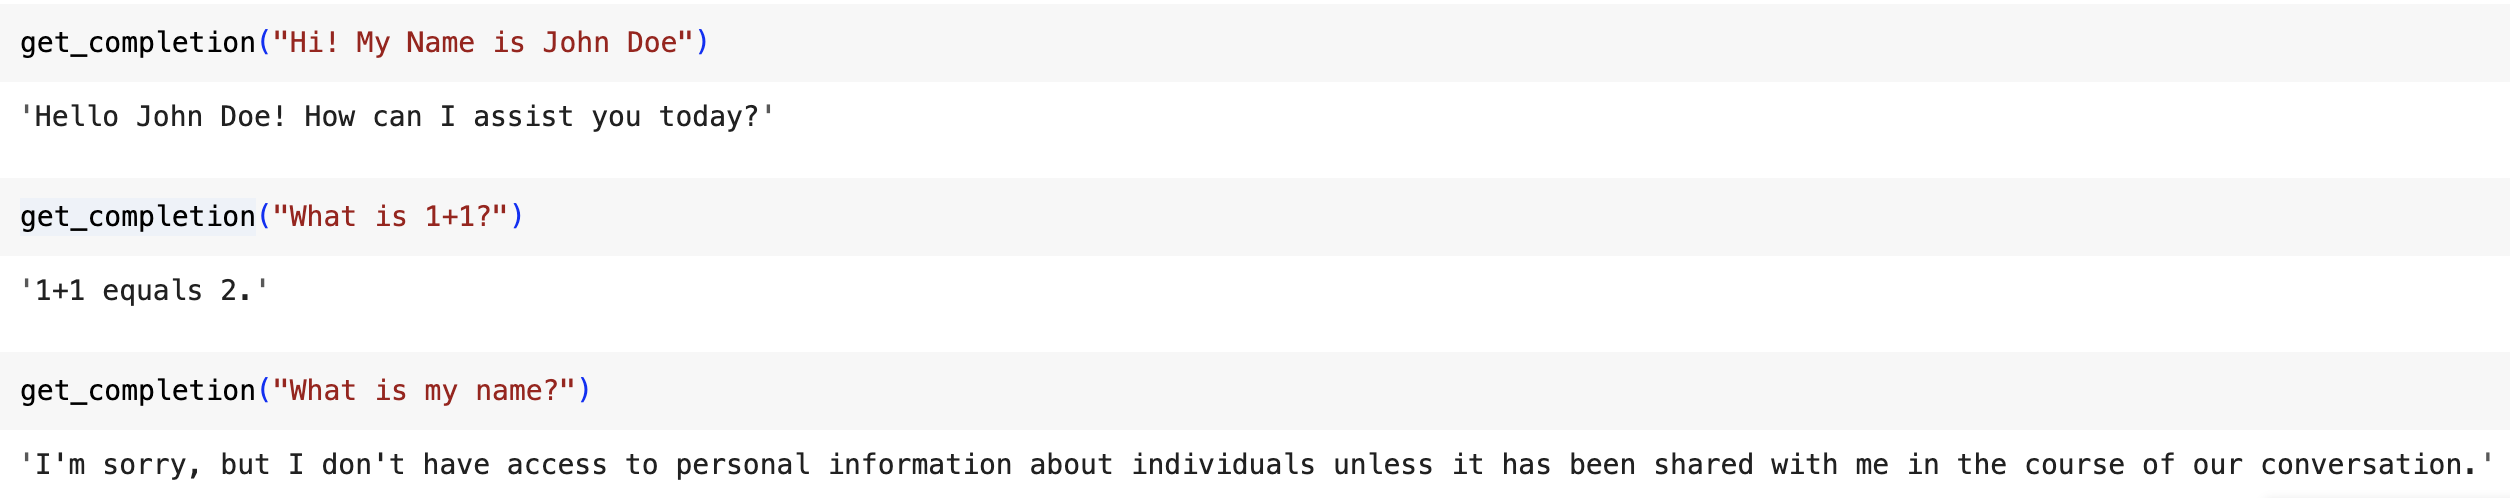 get_completion("Hi! My Name is John Doe")
'Hello John Doe! How can I assist you today?'
get_completion("What is 1+1?")
'1+1 equals 2.'
get_completion("What is my name?")
'I'm sorry, but I don't have access to personal information about individuals unless it has been shared with me in the course of our conversation.'